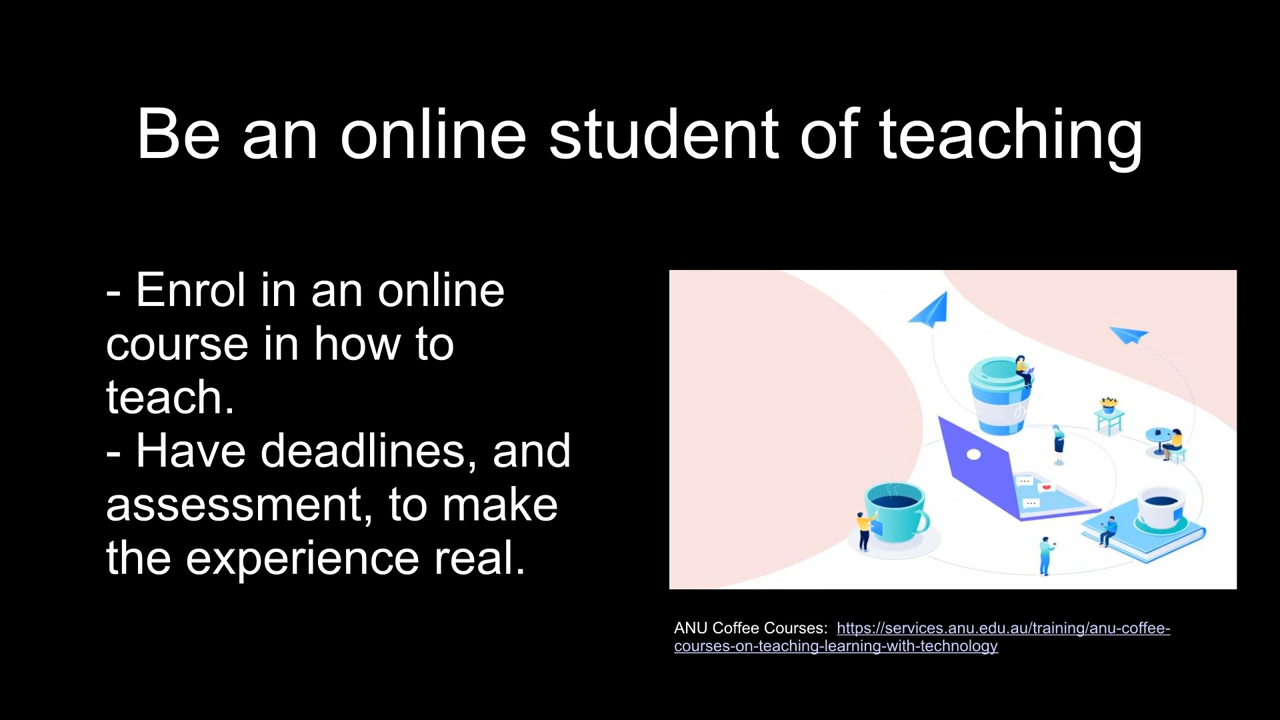 Be an online student of teaching
- Enrol in an online
course in how to
teach.
- Have deadlines, and
assessment, to make
the experience real.
ANU Coffee Courses:  https://services.anu.edu.au/training/anu-coffee-
courses-on-teaching-learning-with-technology